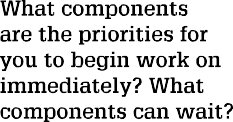 What components
are the priorities for
you to begin work on
immediately? What
components can wait?